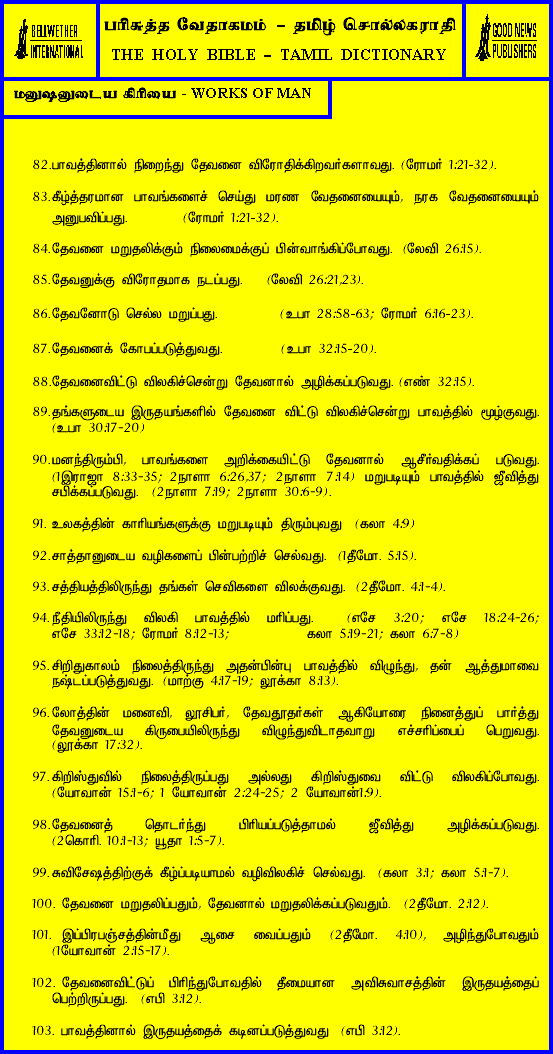 BELLWETHER
INTERNATIONAL
பரிசுத்த வேதாகமம் – தமிழ் சொல்லகராதி
THE HOLY BIBLE – TAMIL DICTIONARY
GOOD NEWS
PUBLISHERS
மனுஷனுடைய கிரியை - WORKS OF MAN
82.பாவத்தினால் நிறைந்து தேவனை விரோதிக்கிறவர்களாவது. (ரோமர் 1:21-32).
83.கீழ்த்தரமான பாவங்களைச் செய்து மரண வேதனையையும், நரக வேதனையையும்
அனுபவிப்பது. (ரோமர் 1:21-32).
84.தேவனை மறுதலிக்கும் நிலைமைக்குப் பின்வாங்கிப்போவது. (லேவி 26:15).
85.தேவனுக்கு விரோதமாக நடப்பது. (லேவி 26:21,23).
86.தேவனோடு செல்ல மறுப்பது. (உபா 28:58-63; ரோமர் 6:16-23).
87.தேவனைக் கோபப்படுத்துவது. (உபா 32:15-20).
88.தேவனைவிட்டு விலகிச்சென்று தேவனால் அழிக்கப்படுவது. (எண் 32:15).
89.தங்களுடைய இருதயங்களில் தேவனை விட்டு விலகிச்சென்று பாவத்தில் மூழ்குவது.
(உபா 30:17-20)
90.மனந்திரும்பி, பாவங்களை அறிக்கையிட்டு தேவனால் ஆசீர்வதிக்கப் படுவது.
(1இராஜா 8:33-35; 2நாளா 6:26,37; 2நாளா 7:14) மறுபடியும் பாவத்தில் ஜீவித்து
சபிக்கப்படுவது. (2நாளா 7:19; 2நாளா 30:6-9).
91. உலகத்தின் காரியங்களுக்கு மறுபடியும் திரும்புவது (கலா 4:9)
92.சாத்தானுடைய வழிகளைப் பின்பற்றிச் செல்வது. (1தீமோ. 5:15).
93.சத்தியத்திலிருந்து தங்கள் செவிகளை விலக்குவது. (2தீமோ. 4:1-4).
94.நீதியிலிருந்து விலகி பாவத்தில் மரிப்பது. (எசே 3:20; எசே 18:24-26;
எசே 33:12-18; ரோமர் 8:12-13; கலா 5:19-21; கலா 6:7-8)
95.சிறிதுகாலம் நிலைத்திருந்து அதன்பின்பு பாவத்தில் விழுந்து, தன் ஆத்துமாவை
நஷ்டப்படுத்துவது. (மாற்கு 4:17-19; லூக்கா 8:13).
96.லோத்தின் மனைவி, லூசிபர், தேவதூதர்கள் ஆகியோரை நினைத்துப் பார்த்து
தேவனுடைய கிருபையிலிருந்து விழுந்துவிடாதவாறு எச்சரிப்பைப் பெறுவது.
(லூக்கா 17:32).
97.கிறிஸ்துவில் நிலைத்திருப்பது அல்லது கிறிஸ்துவை விட்டு விலகிப்போவது.
(யோவான் 15:1-6; 1 யோவான் 2:24-25; 2 யோவான்1:9).
98.தேவனைத் தொடர்ந்து பிரியப்படுத்தாமல் ஜீவித்து அழிக்கப்படுவது.
(2கொரி. 10:1-13; யூதா 1:5-7).
99.சுவிசேஷத்திற்குக் கீழ்ப்படியாமல் வழிவிலகிச் செல்வது. (கலா 3:1; கலா 5:1-7).
100. தேவனை மறுதலிப்பதும், தேவனால் மறுதலிக்கப்படுவதும். (2தீமோ. 2:12).
101. இப்பிரபஞ்சத்தின்மீது ஆசை வைப்பதும் (2தீமோ. 4:10), அழிந்துபோவதும்
(1யோவான் 2:15-17).
102. தேவனைவிட்டுப் பிரிந்துபோவதில் தீமையான அவிசுவாசத்தின் இருதயத்தைப்
பெற்றிருப்பது. (எபி 3:12).
103. பாவத்தினால் இருதயத்தைக் கடினப்படுத்துவது (எபி 3:12).